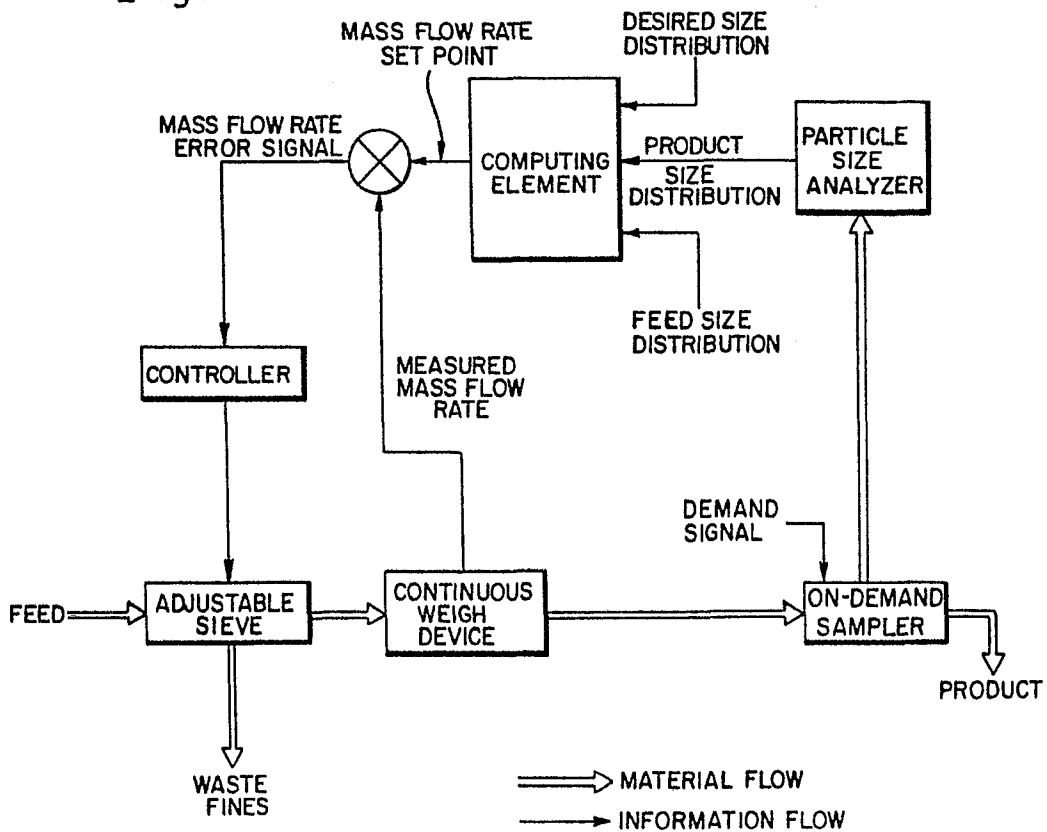 MASS FLOW RATE
SET POINT
DESIRED SIZE
DISTRIBUTION
MASS FLOW RATE
ERROR SIGNAL
COMPUTING
ELEMENT
PRODUCT
SIZE
DISTRIBUTION
PARTICLE
SIZE
ANALYZER
FEED SIZE
DISTRIBUTION
CONTROLLER
MEASURED
MASS FLOW
RATE
DEMAND
SIGNAL
FEED
ADJUSTABLE
SIEVE
CONTINUOUS
WEIGH
DEVICE
ON-DEMAND
SAMPLER
PRODUCT
WASTE
FINES
MATERIAL FLOW
INFORMATION FLOW